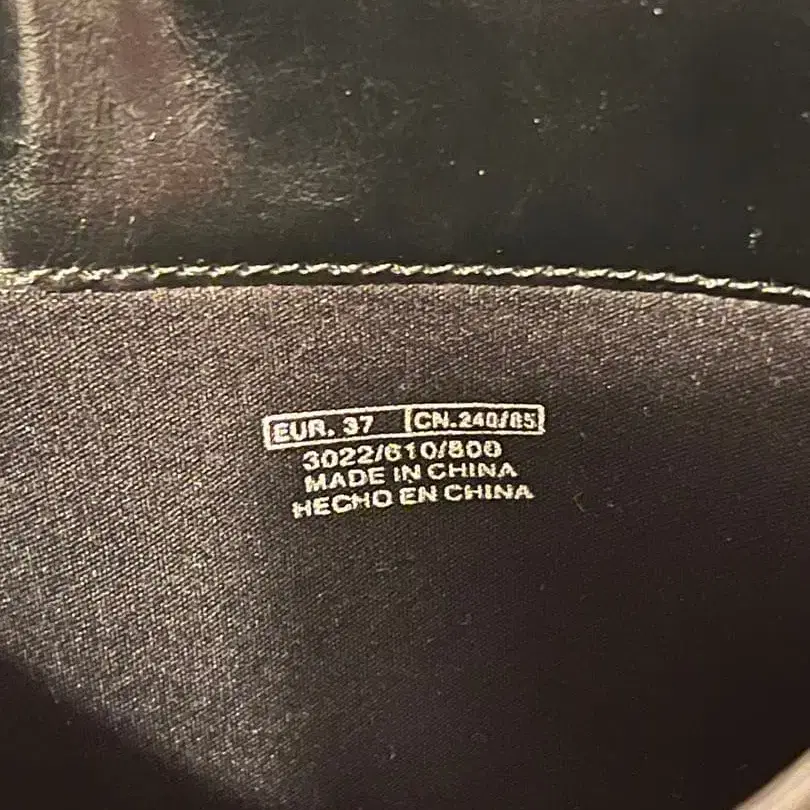 EUR. 37 CN.240/85
3022/610/800
MADE IN CHINA
HECHO EN CHINA